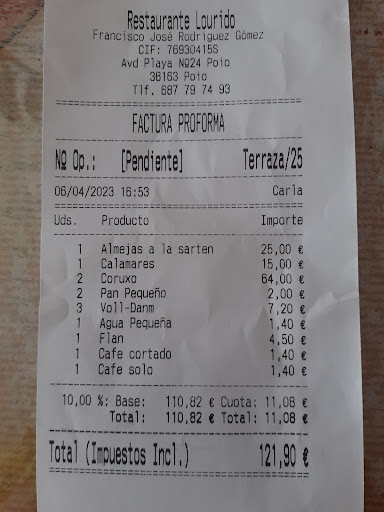 Restaurante Lourido
Francisco José Rodriguez Gómez
CIF: 76930415S
Avd Playa Nº24 Poio
36163 Poio
Tlf. 687 79 74 93
FACTURA PROFORMA
Nº Op.: [Pendiente] Terraza/25
06/04/2023 16:53 Carla
Uds. Producto Importe
1 Almejas a la sarten 25,00 €
1 Calamares 15,00 €
2 Coruxo 64,00 €
2 Pan Pequeño 2,00 €
3 Voll-Danm 7,20 €
1 Agua Pequeña 1,40 €
1 Flan 4,50 €
1 Cafe cortado 1,40 €
1 Cafe solo 1,40 €
10,00 %: Base: 110,82 € Cuota: 11,08 €
Total: 110,82 € Total: 11,08 €
Total (Impuestos Incl.) 121,90 €